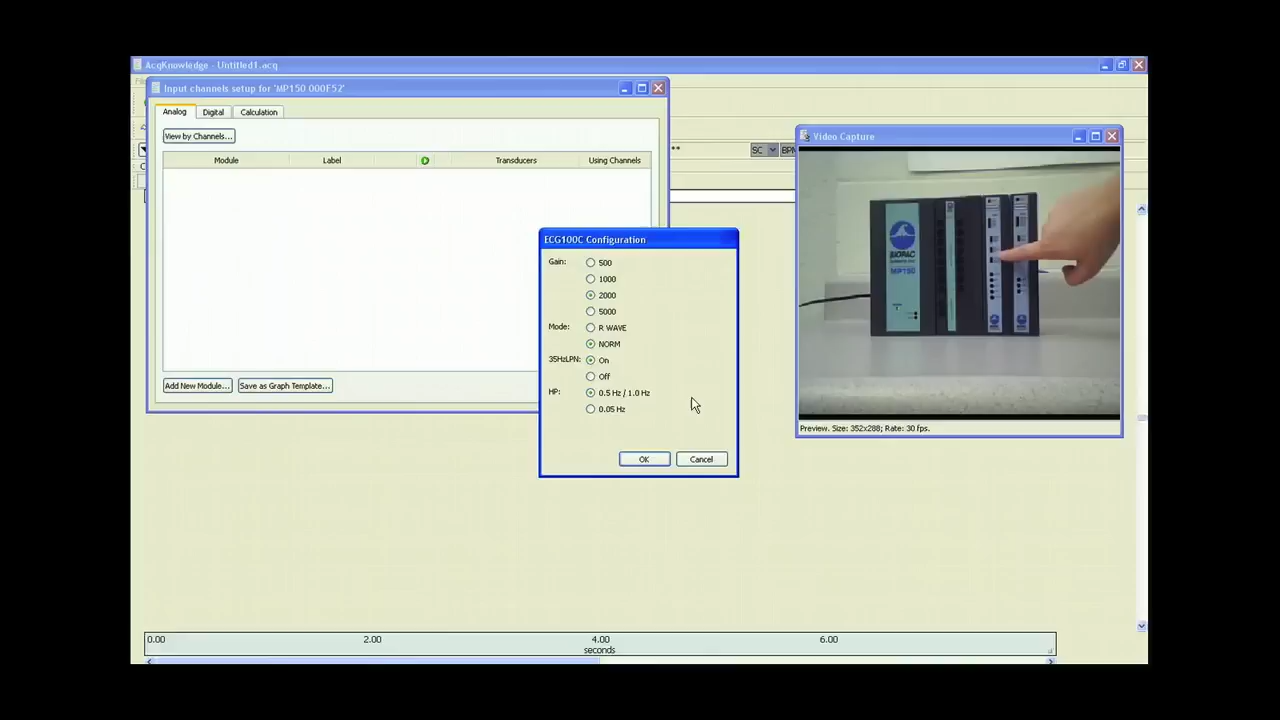 AcqKnowledge - Untitled1.acq
Input channels setup for 'MP150 000F52'
Analog
Digital
Calculation
View by Channels...
Module
Label
Transducers
Using Channels
Add New Module...
Save as Graph Template...
ECG100C Configuration
Gain:
500
1000
2000
5000
Mode:
R WAVE
NORM
35HzLPN:
On
Off
HP:
0.5 Hz / 1.0 Hz
0.05 Hz
OK
Cancel
**
SC
BPM
Video Capture
BIOPAC
MP150
Preview. Size: 352x288; Rate: 30 fps.
0.00
2.00
4.00
6.00
seconds